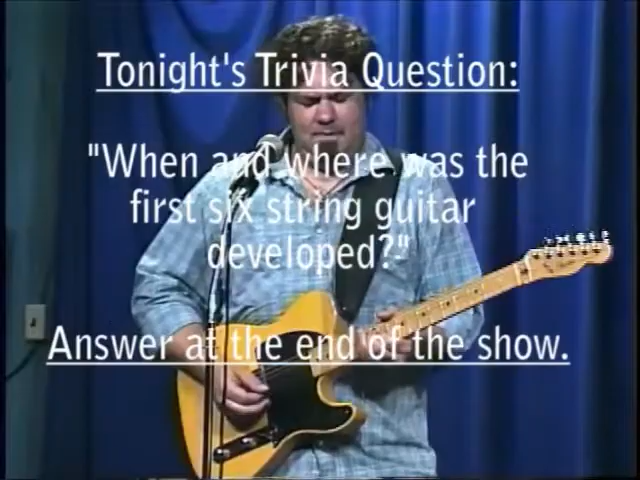 Tonight's Trivia Question:
"When and where was the
first six string guitar
developed?"
Answer at the end of the show.